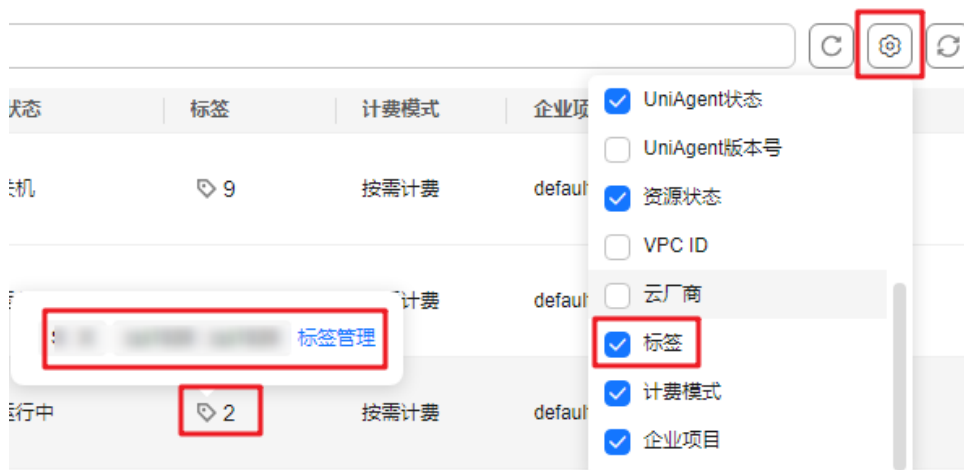 状态 标签 计费模式 企业项
关机 9 按需计费 defaul
计费 defaul
标签管理
运行中 2 按需计费 defaul
UniAgent状态
UniAgent版本号
资源状态
VPC ID
云厂商
标签
计费模式
企业项目